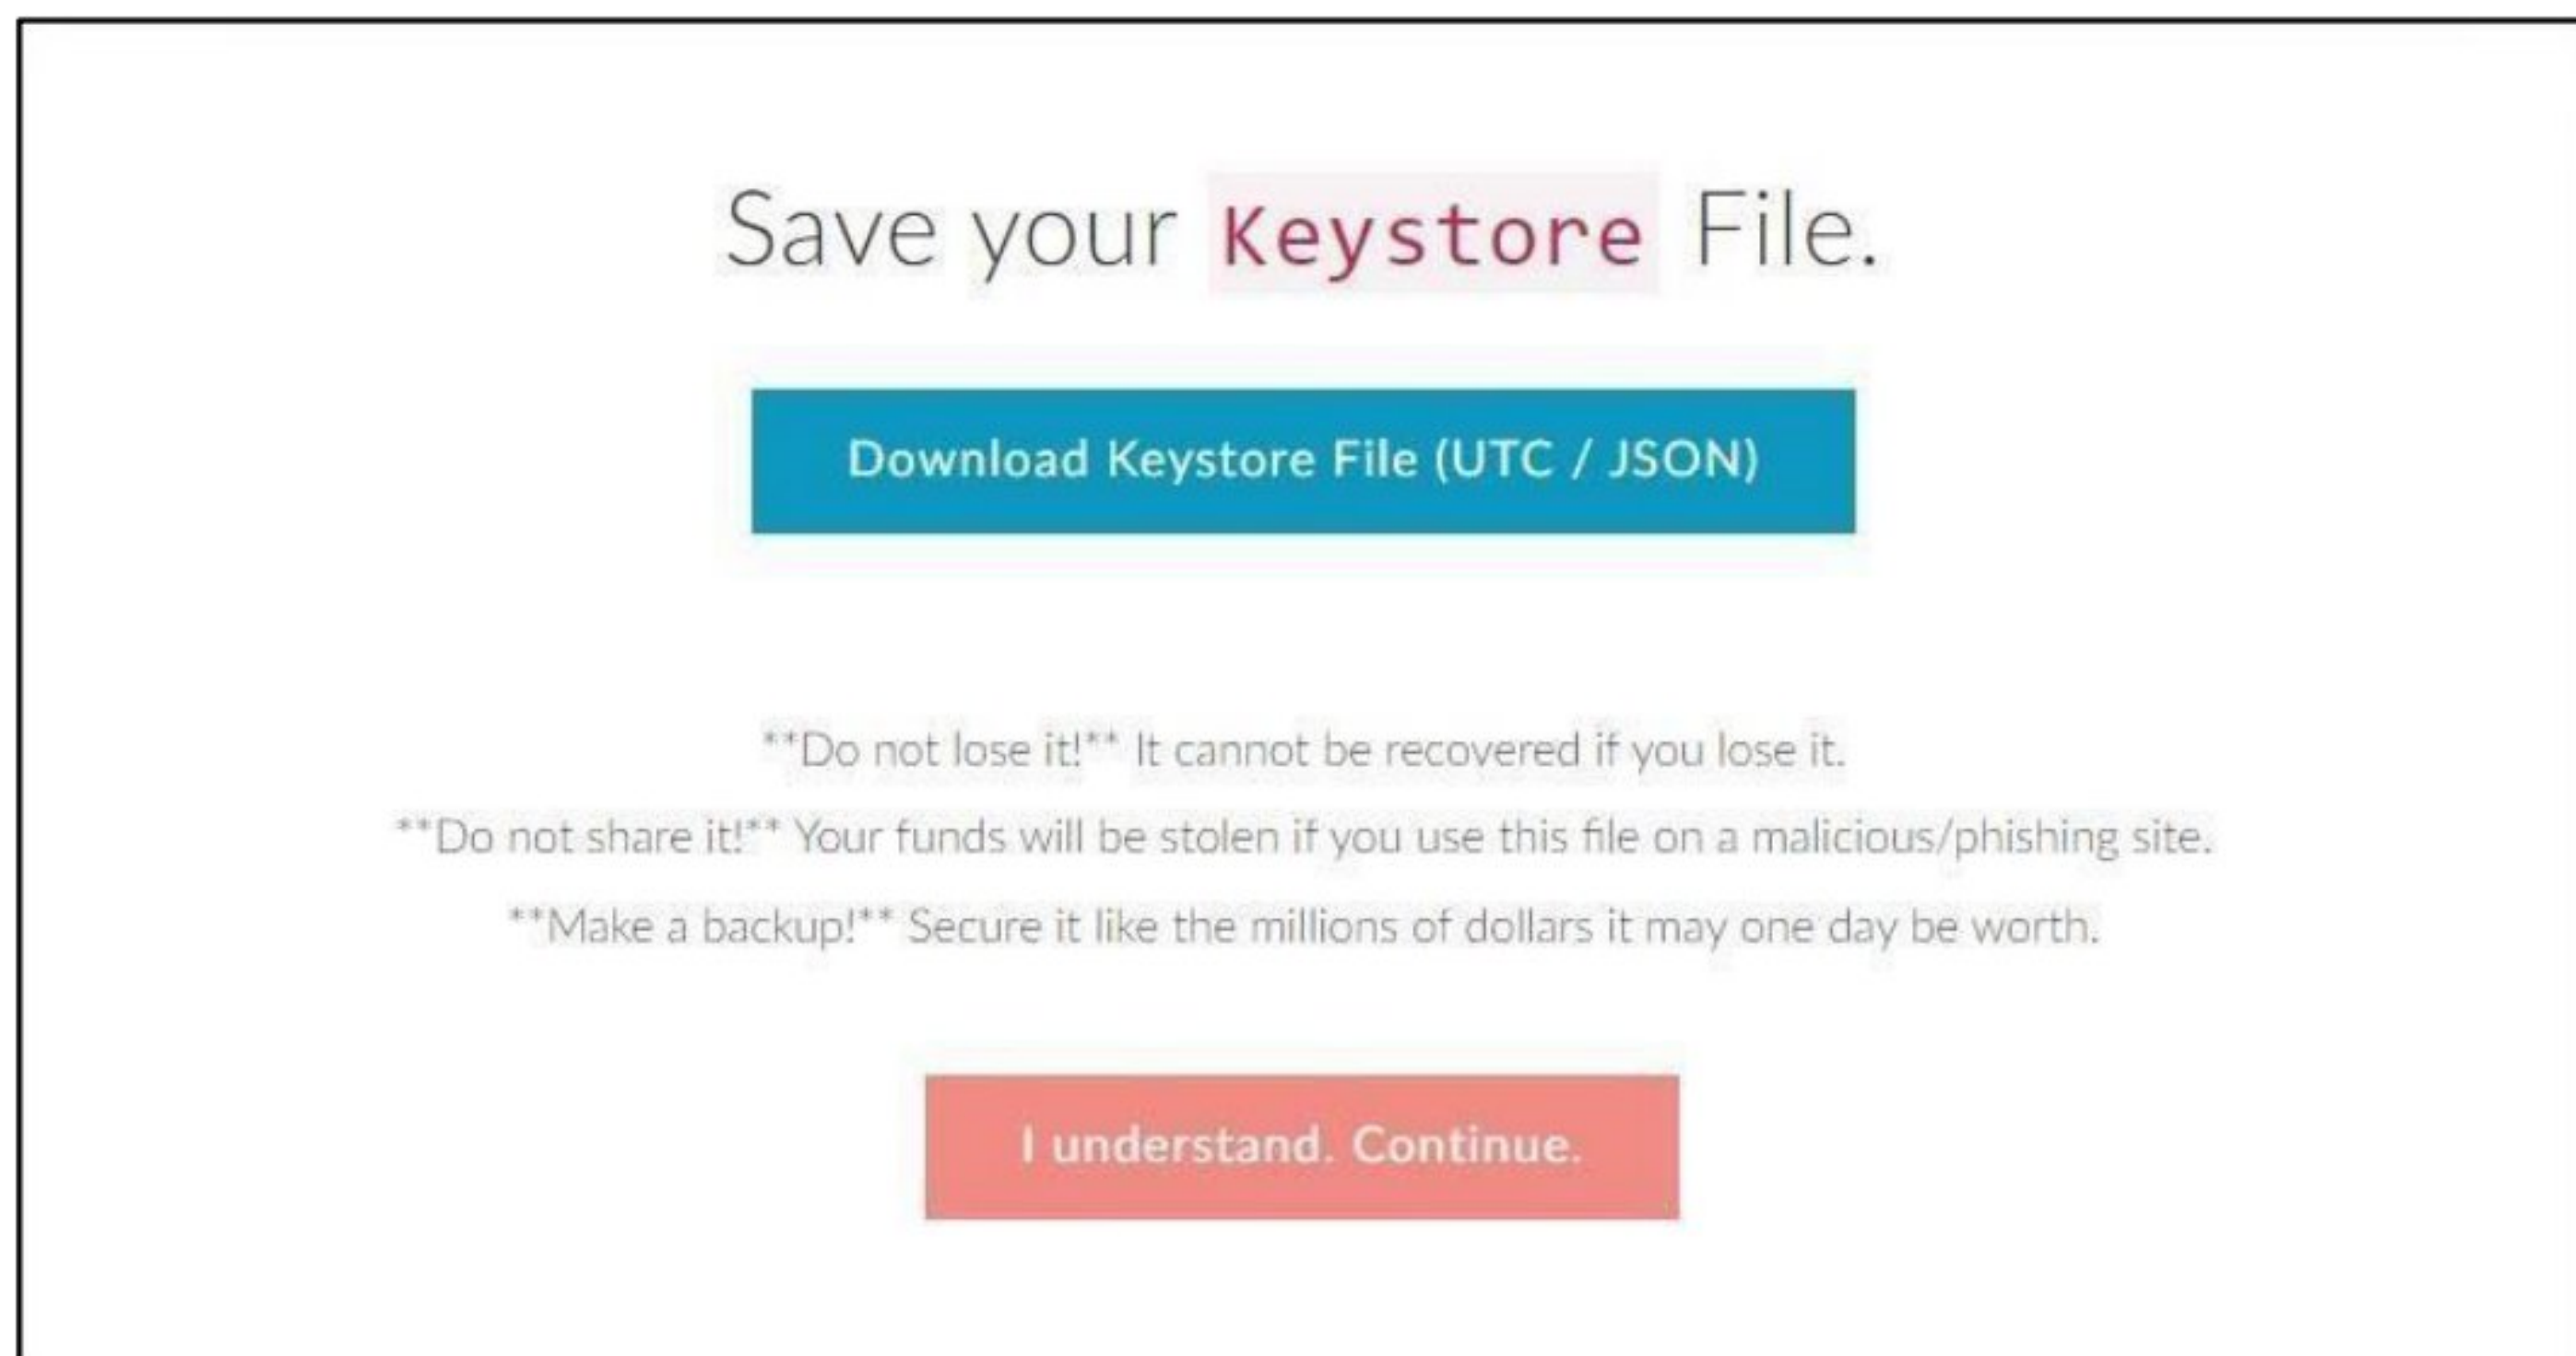 Save your Keystore File.
Download Keystore File (UTC / JSON)
**Do not lose it!** It cannot be recovered if you lose it.
**Do not share it!** Your funds will be stolen if you use this file on a malicious/phishing site.
**Make a backup!** Secure it like the millions of dollars it may one day be worth.
I understand. Continue.